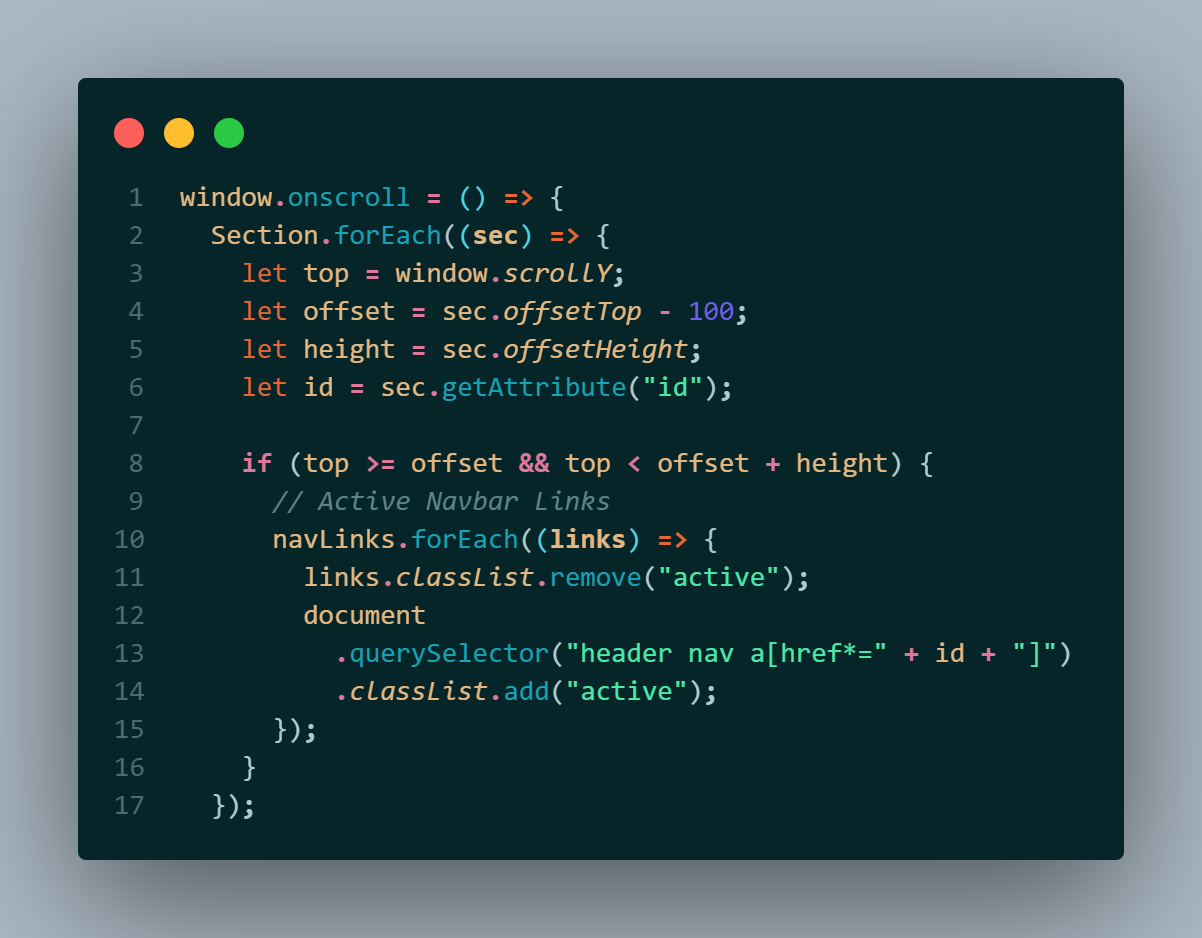 1 window.onscroll = () => {
2   Section.forEach((sec) => {
3     let top = window.scrollY;
4     let offset = sec.offsetTop - 100;
5     let height = sec.offsetHeight;
6     let id = sec.getAttribute("id");
7
8     if (top >= offset && top < offset + height) {
9       // Active Navbar Links
10       navLinks.forEach((links) => {
11         links.classList.remove("active");
12         document
13           .querySelector("header nav a[href*=" + id + "]")
14           .classList.add("active");
15       });
16     }
17   });